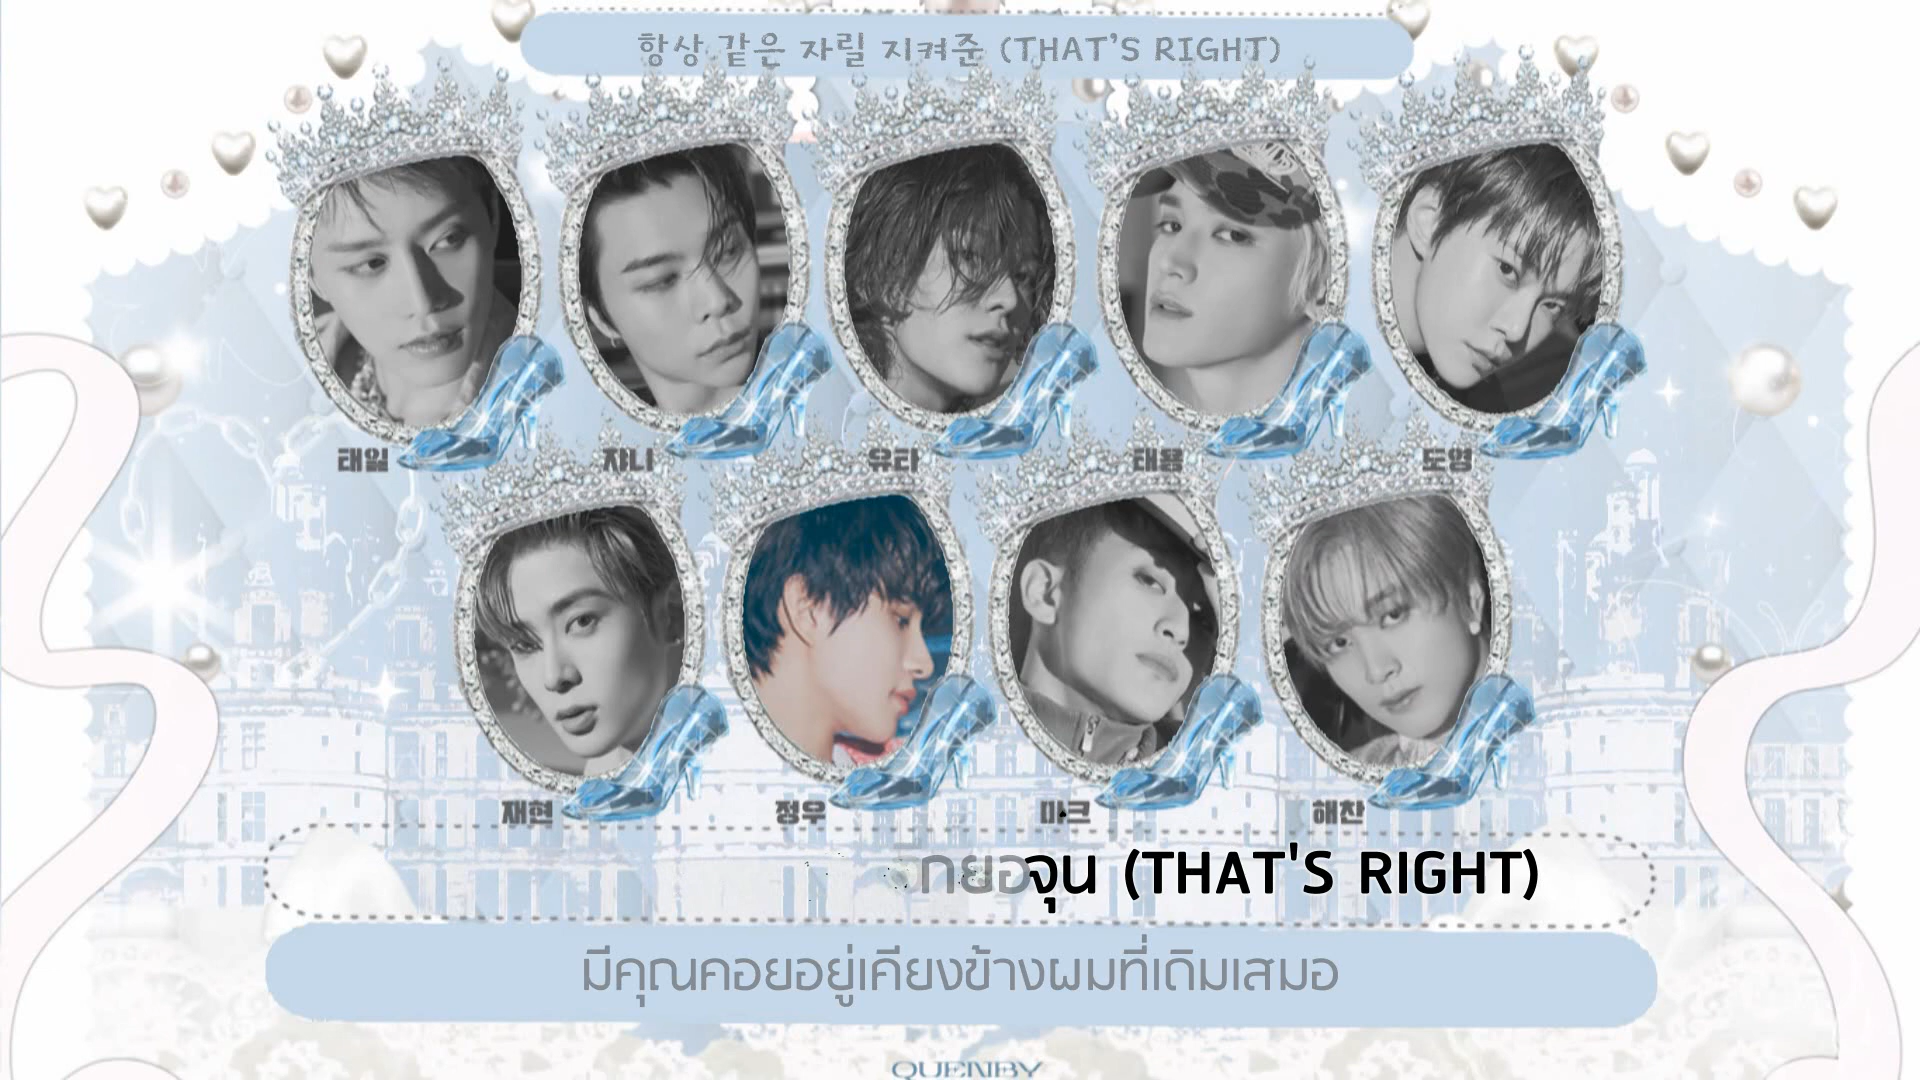 항상 같은 자릴 지켜준 (THAT'S RIGHT)
태일 쟈니 유타 태용 도영
재현 정우 마크 해찬
จุน (THAT'S RIGHT)
มีคุณคอยอยู่เคียงข้างผมที่เดิมเสมอ
QUENBY